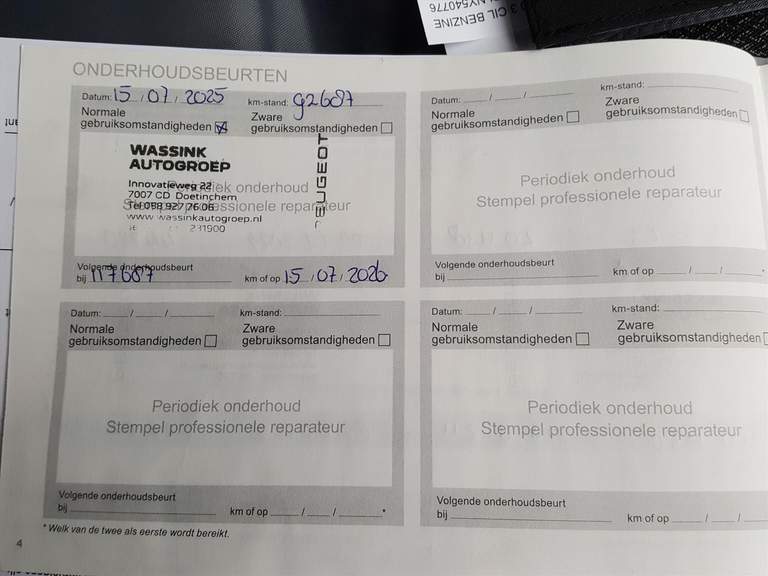 3 CIL BENZINE
NY540776
ONDERHOUDSBEURTEN
Datum: 15 / 07 / 2025 km-stand: 92687
Normale gebruiksomstandigheden Zware gebruiksomstandigheden
WASSINK
AUTOGROEP
PEUGEOT
Innovatieweg 22
7007 CD Doetinchem
www.wassinkautogroep.nl
231900
Periodiek onderhoud
Stempel professionele reparateur
Volgende onderhoudsbeurt
bij 117687 km of op 15 / 07 / 2026
Datum: / / km-stand:
Normale gebruiksomstandigheden Zware gebruiksomstandigheden
Periodiek onderhoud
Stempel professionele reparateur
Volgende onderhoudsbeurt
bij km of op / / *
Datum: / / km-stand:
Normale gebruiksomstandigheden Zware gebruiksomstandigheden
Periodiek onderhoud
Stempel professionele reparateur
Volgende onderhoudsbeurt
bij km of op / / *
Datum: / / km-stand:
Normale gebruiksomstandigheden Zware gebruiksomstandigheden
Periodiek onderhoud
Stempel professionele reparateur
Volgende onderhoudsbeurt
bij km of op / /
* Welk van de twee als eerste wordt bereikt.
4